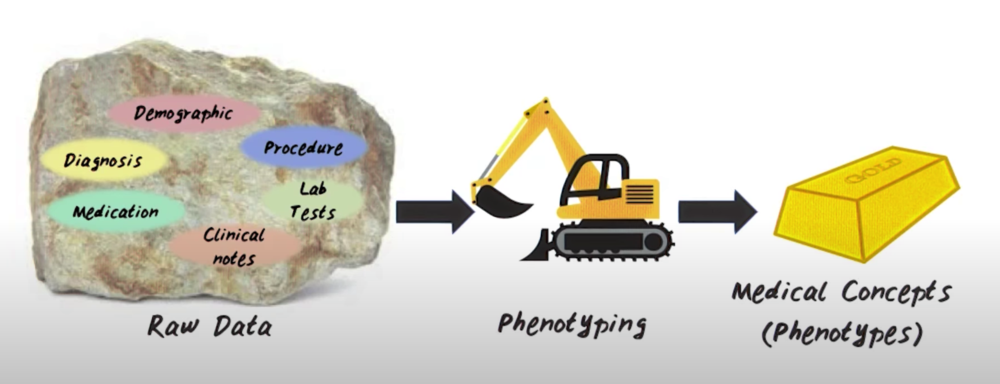 Demographic
Procedure
Diagnosis
Lab
Tests
Medication
Clinical
notes
GOLD
Raw Data
Phenotyping
Medical Concepts
(Phenotypes)